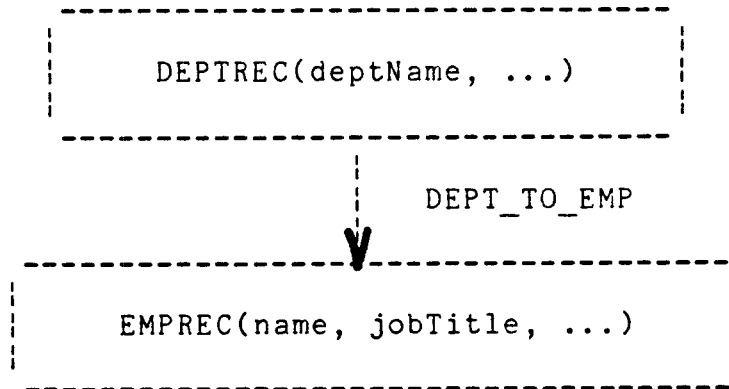 DEPTREC(deptName, ...)
DEPT_TO_EMP
EMPREC(name, jobTitle, ...)